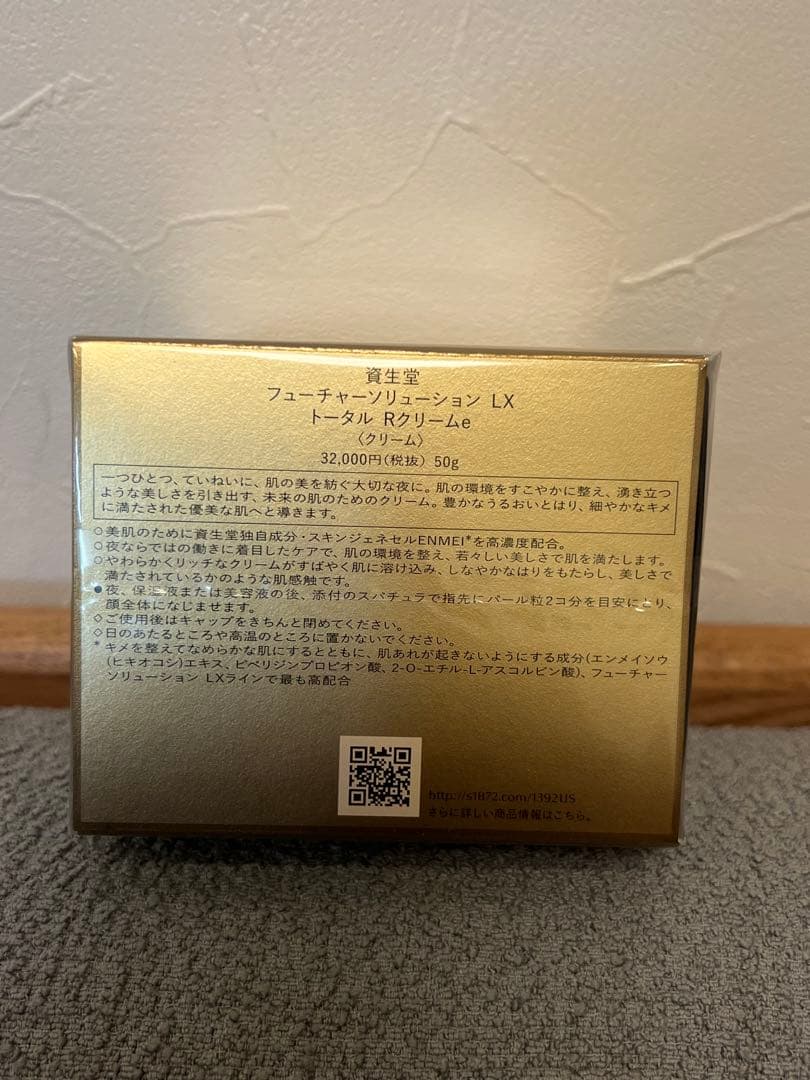 資生堂
フューチャーソリューション LX
トータル Rクリームe
〈クリーム〉
32,000円(税抜) 50g
一つひとつ、ていねいに、肌の美を紡ぐ大切な夜に。肌の環境をすこやかに整え、湧き立つ
ような美しさを引き出す、未来の肌のためのクリーム。豊かなうるおいとはり、細やかなキメ
に満たされた優美な肌へと導きます。
○美肌のために資生堂独自成分・スキンジェネセルENMEI*を高濃度配合。
○夜ならではの働きに着目したケアで、肌の環境を整え、若々しい美しさで肌を満たします。
○やわらかくリッチなクリームがすばやく肌に溶け込み、しなやかなはりをもたらし、美しさで
満たされているかのような肌感触です。
●夜、保湿液または美容液の後、添付のスパチュラで指先にパール粒2コ分を目安にとり、
顔全体になじませます。
◇ご使用後はキャップをきちんと閉めてください。
◇日のあたるところや高温のところに置かないでください。
* キメを整えてなめらかな肌にするとともに、肌あれが起きないようにする成分(エンメイソウ
(ヒキオコシ)エキス、ピペリジンプロピオン酸、2-O-エチル-L-アスコルビン酸)、フューチャー
ソリューション LXラインで最も高配合
http://s1872.com/1392US
さらに詳しい商品情報はこちら。